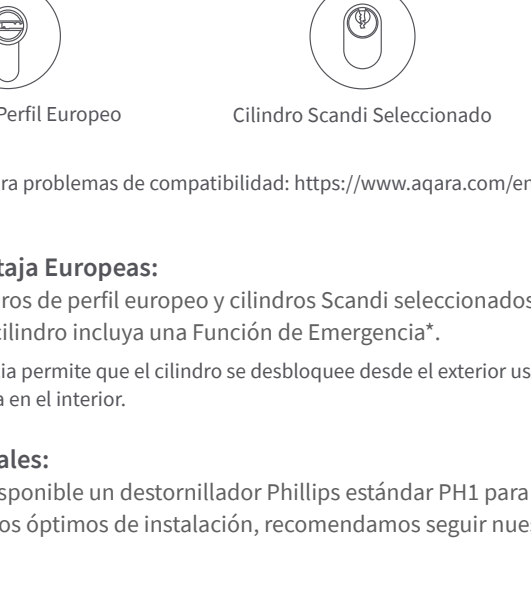 Perfil Europeo
Cilindro Scandi Seleccionado
ra problemas de compatibilidad: https://www.aqara.com/en
taja Europeas:
ros de perfil europeo y cilindros Scandi seleccionados
cilindro incluya una Función de Emergencia*.
ia permite que el cilindro se desbloquee desde el exterior us
a en el interior.
ales:
sponible un destornillador Phillips estándar PH1 para
os óptimos de instalación, recomendamos seguir nues